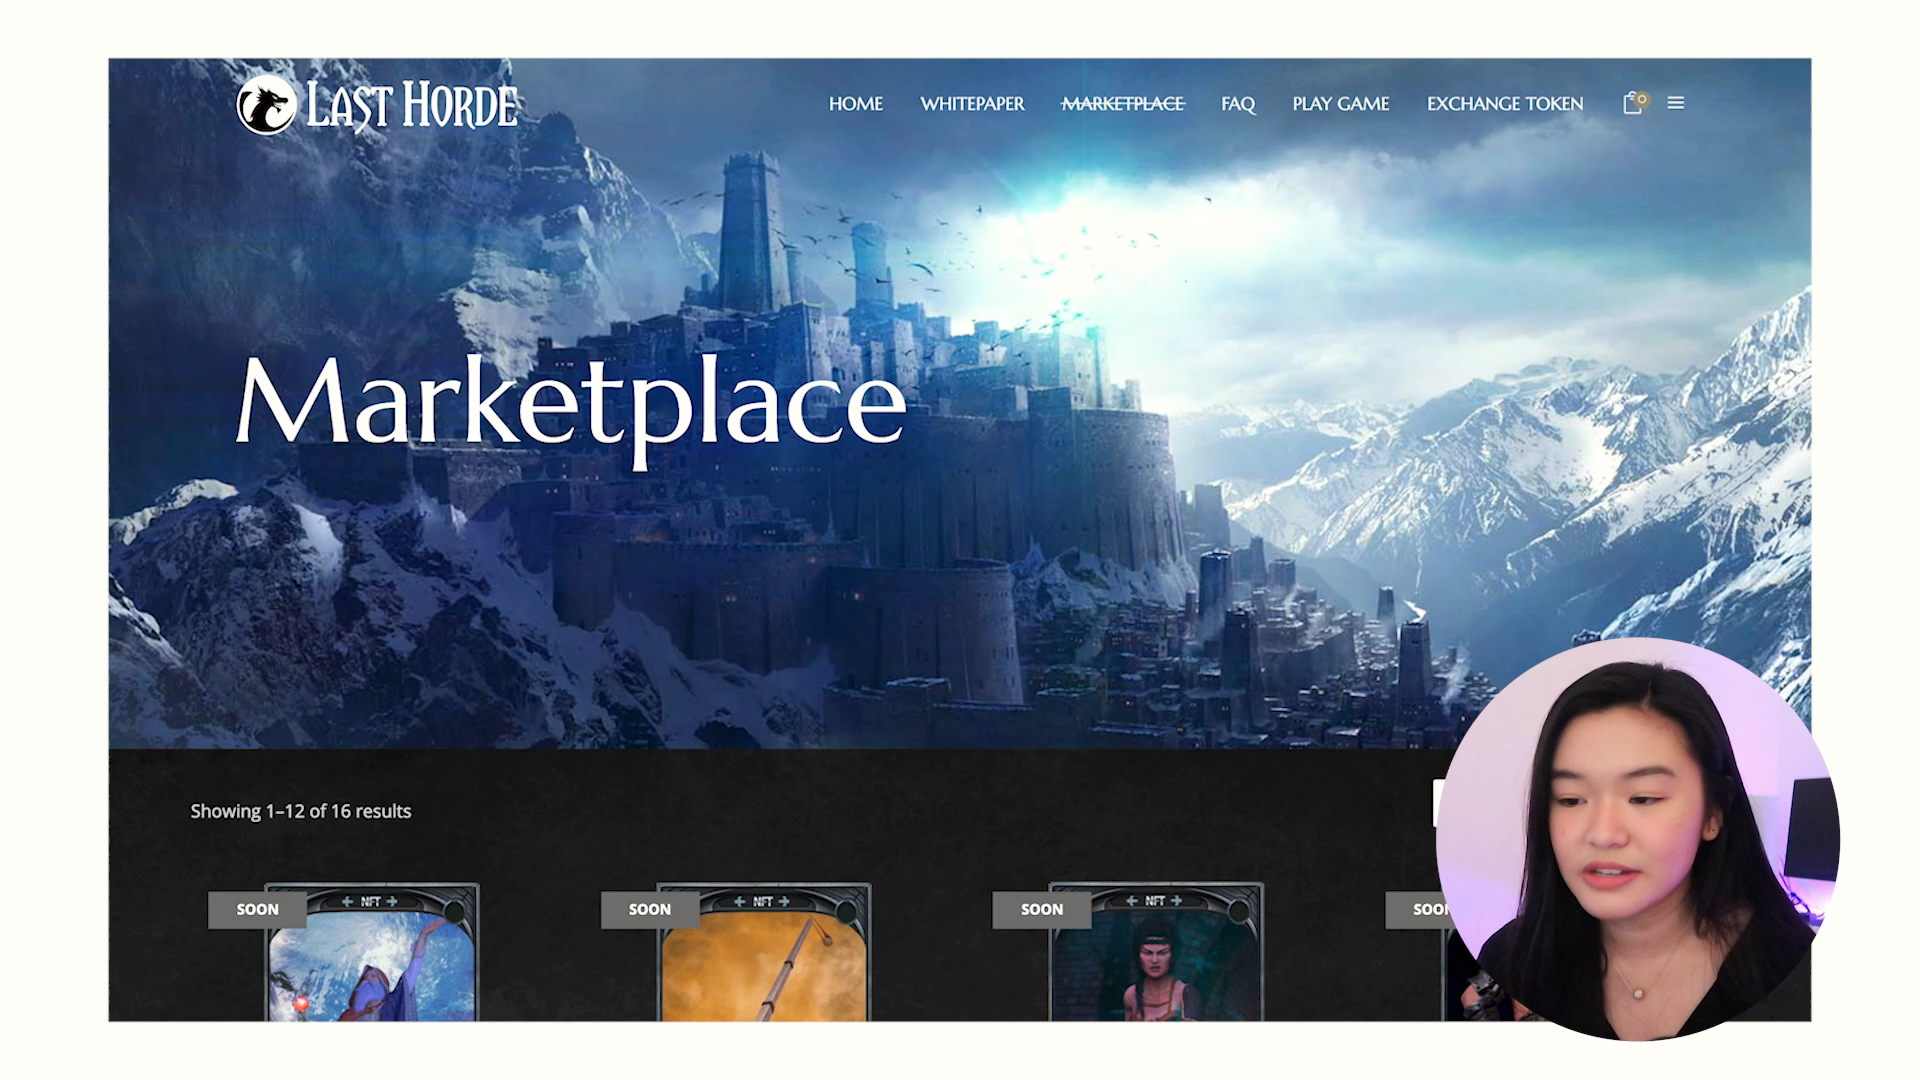 LAST HORDE
HOME WHITEPAPER MARKETPLACE FAQ PLAY GAME EXCHANGE TOKEN 0
Marketplace
Showing 1–12 of 16 results
SOON NFT SOON NFT SOON NFT